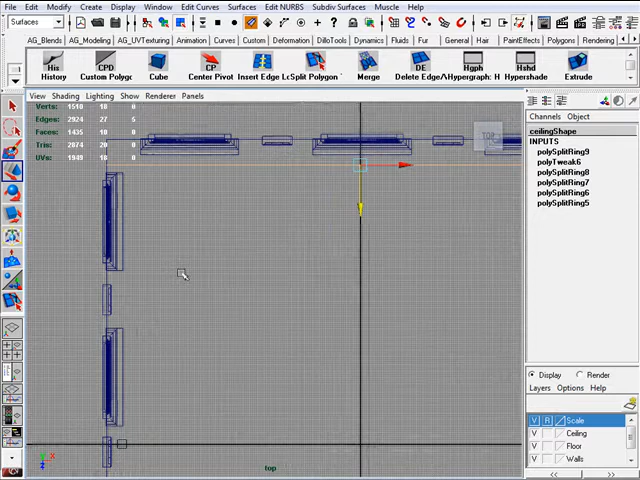 File Edit Modify Create Display Window Edit Curves Surfaces Edit NURBS Subdiv Surfaces Muscle Help
Surfaces
AG_Blends AG_Modeling AG_UVTexturing Animation Curves Custom Deformation DilloTools Dynamics Fluids Fur General Hair PaintEffects Polygons Rendering
His CPD CP DE Hgph Hshd
History Custom Polygo Cube Center Pivot Insert Edge Lo Split Polygon T Merge Delete Edge/V Hypergraph: H Hypershade Extrude
View Shading Lighting Show Renderer Panels
Channels Object
Verts: 1510 0 0
Edges: 2924 27 5
Faces: 1435 10 0
Tris: 2874 20 0
UVs: 1949 18 0
TOP
ceilingShape
INPUTS
polySplitRing9
polyTweak6
polySplitRing8
polySplitRing7
polySplitRing6
polySplitRing5
Display Render
Layers Options Help
V R Scale
V Ceiling
V Floor
V Walls
top